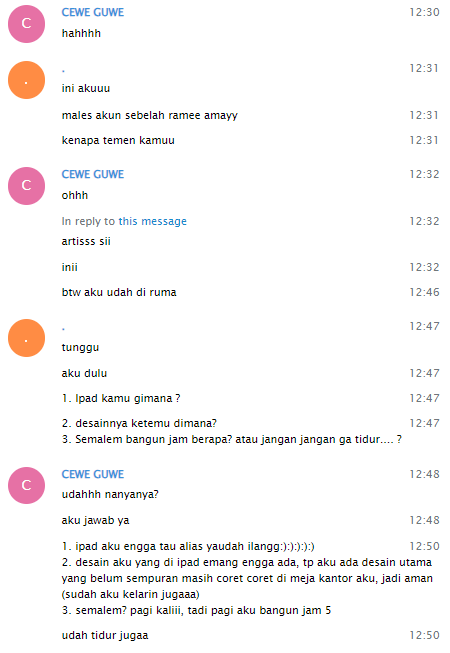 C
CEWE GUWE 12:30
hahhhh
.
. 12:31
ini akuuu
males akun sebelah ramee amayy 12:31
kenapa temen kamuu 12:31
C
CEWE GUWE 12:32
ohhh
In reply to this message 12:32
artisss sii
inii 12:32
btw aku udah di ruma 12:46
.
. 12:47
tunggu
aku dulu 12:47
1. Ipad kamu gimana ? 12:47
2. desainnya ketemu dimana? 12:47
3. Semalem bangun jam berapa? atau jangan jangan ga tidur.... ?
C
CEWE GUWE 12:48
udahhh nanyanya?
aku jawab ya 12:48
1. ipad aku engga tau alias yaudah ilangg:):):):):) 12:50
2. desain aku yang di ipad emang engga ada, tp aku ada desain utama
yang belum sempuran masih coret coret di meja kantor aku, jadi aman
(sudah aku kelarin jugaaa)
3. semalem? pagi kaliii, tadi pagi aku bangun jam 5
udah tidur jugaa 12:50